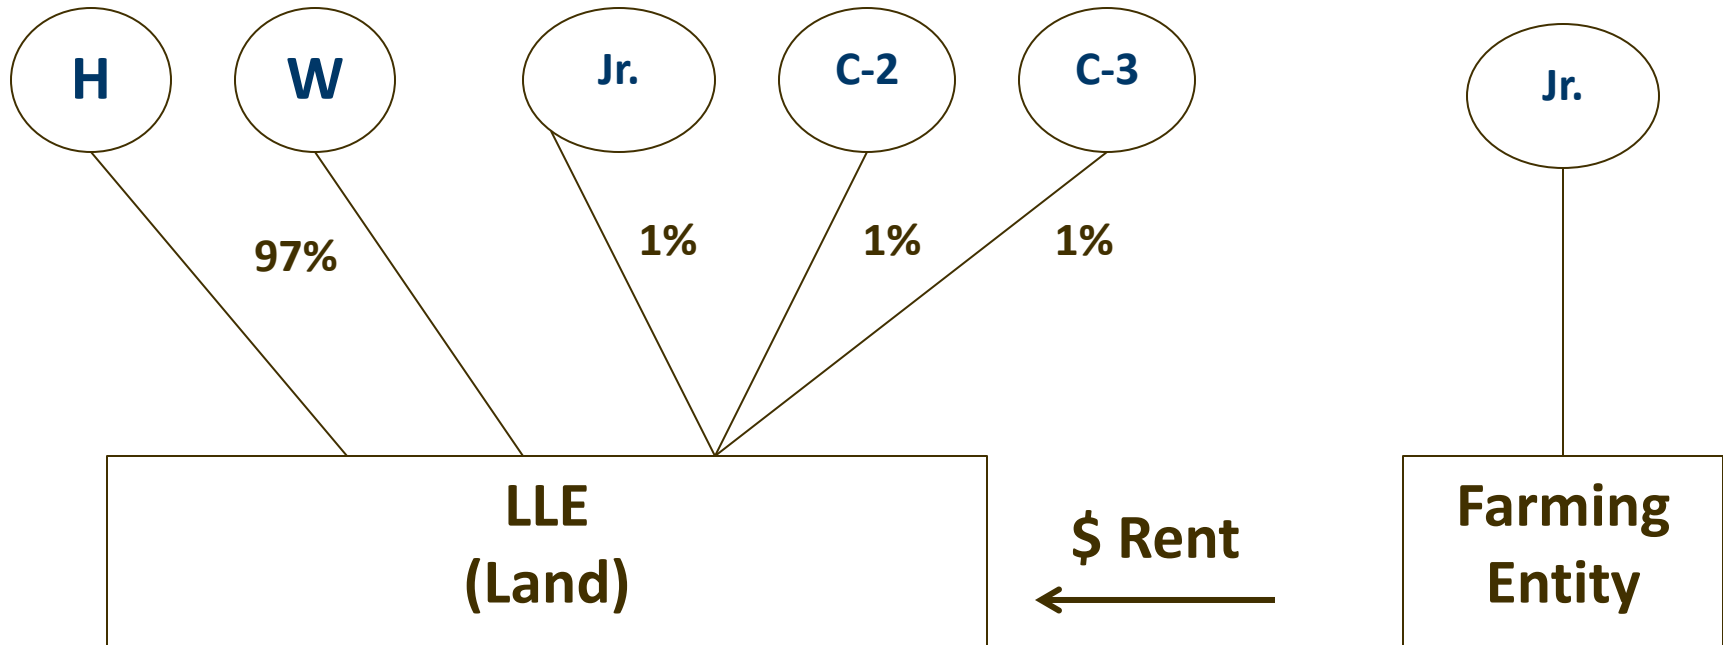 H
W
Jr.
C-2
C-3
Jr.
97%
1%
1%
1%
LLE
(Land)
$ Rent
Farming
Entity